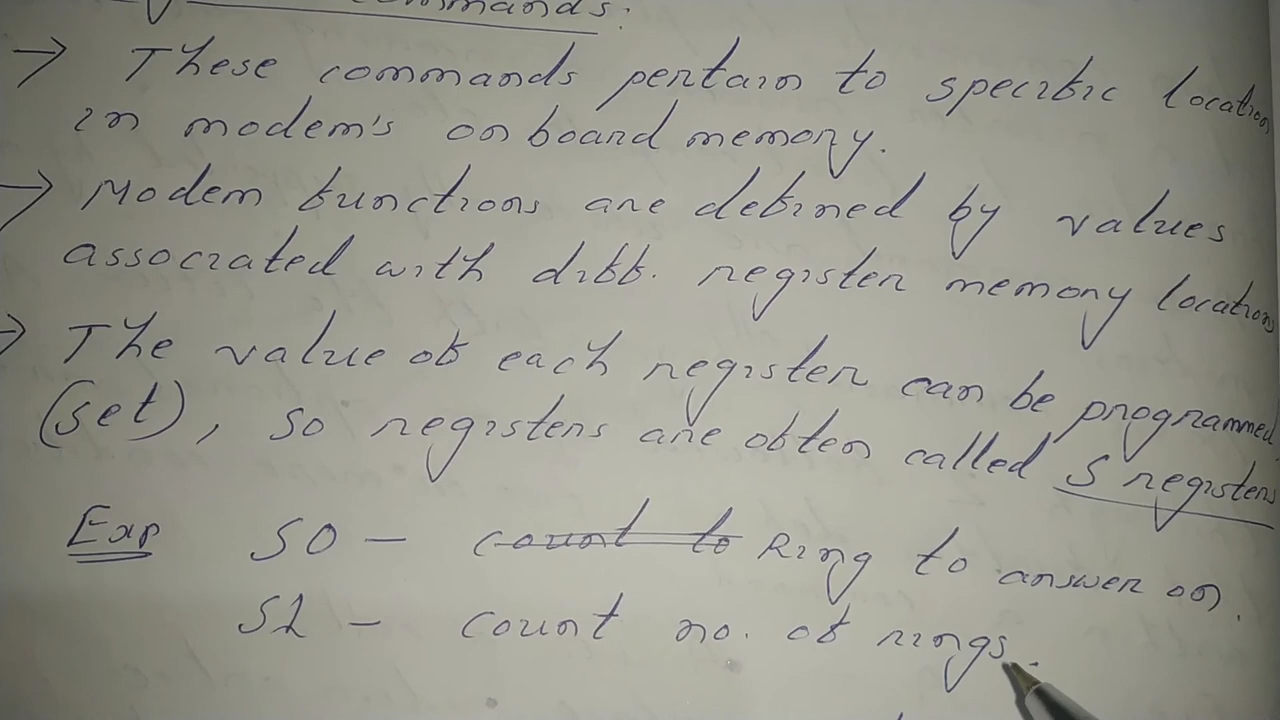 commands:
→ These commands pertain to specific location
in modem's on board memory.
→ Modem functions are defined by values
associated with diff. register memory locations
→ The value of each register can be programmed
(set), so registers are often called S registers
Exp S0 - count to Ring to answer on.
S1 - count no. of rings.